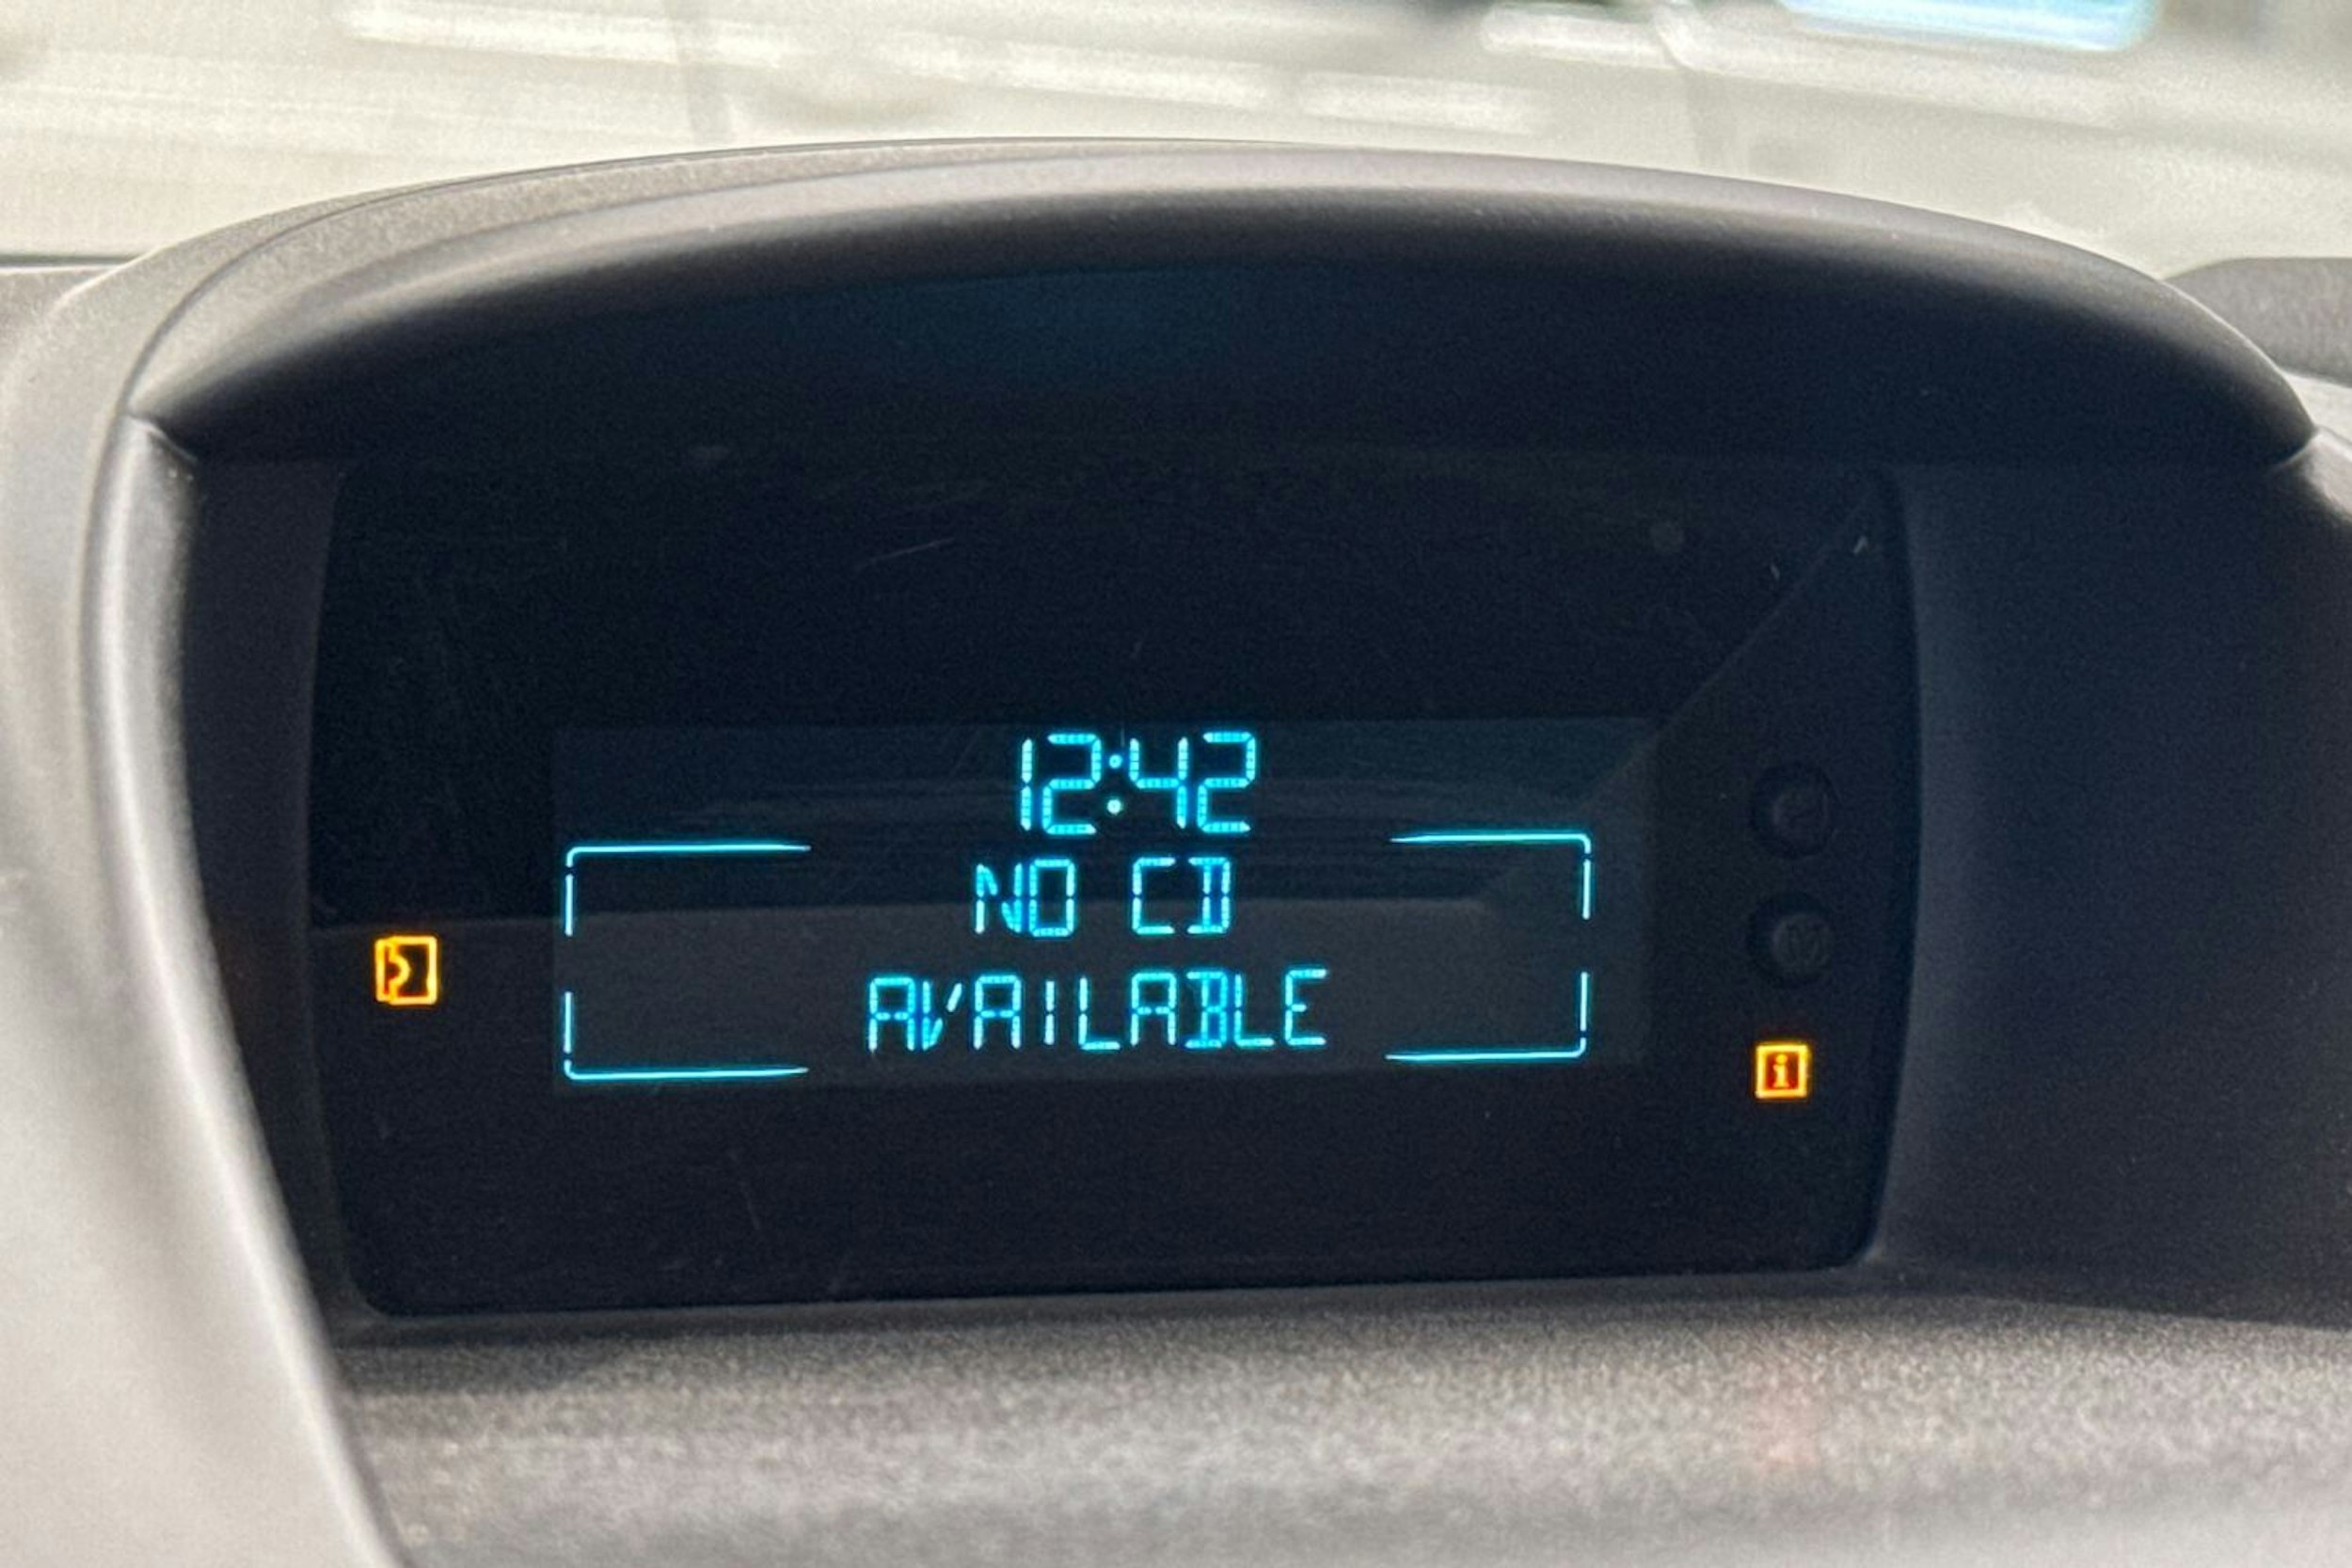 12:42
NO CD
AVAILABLE
i